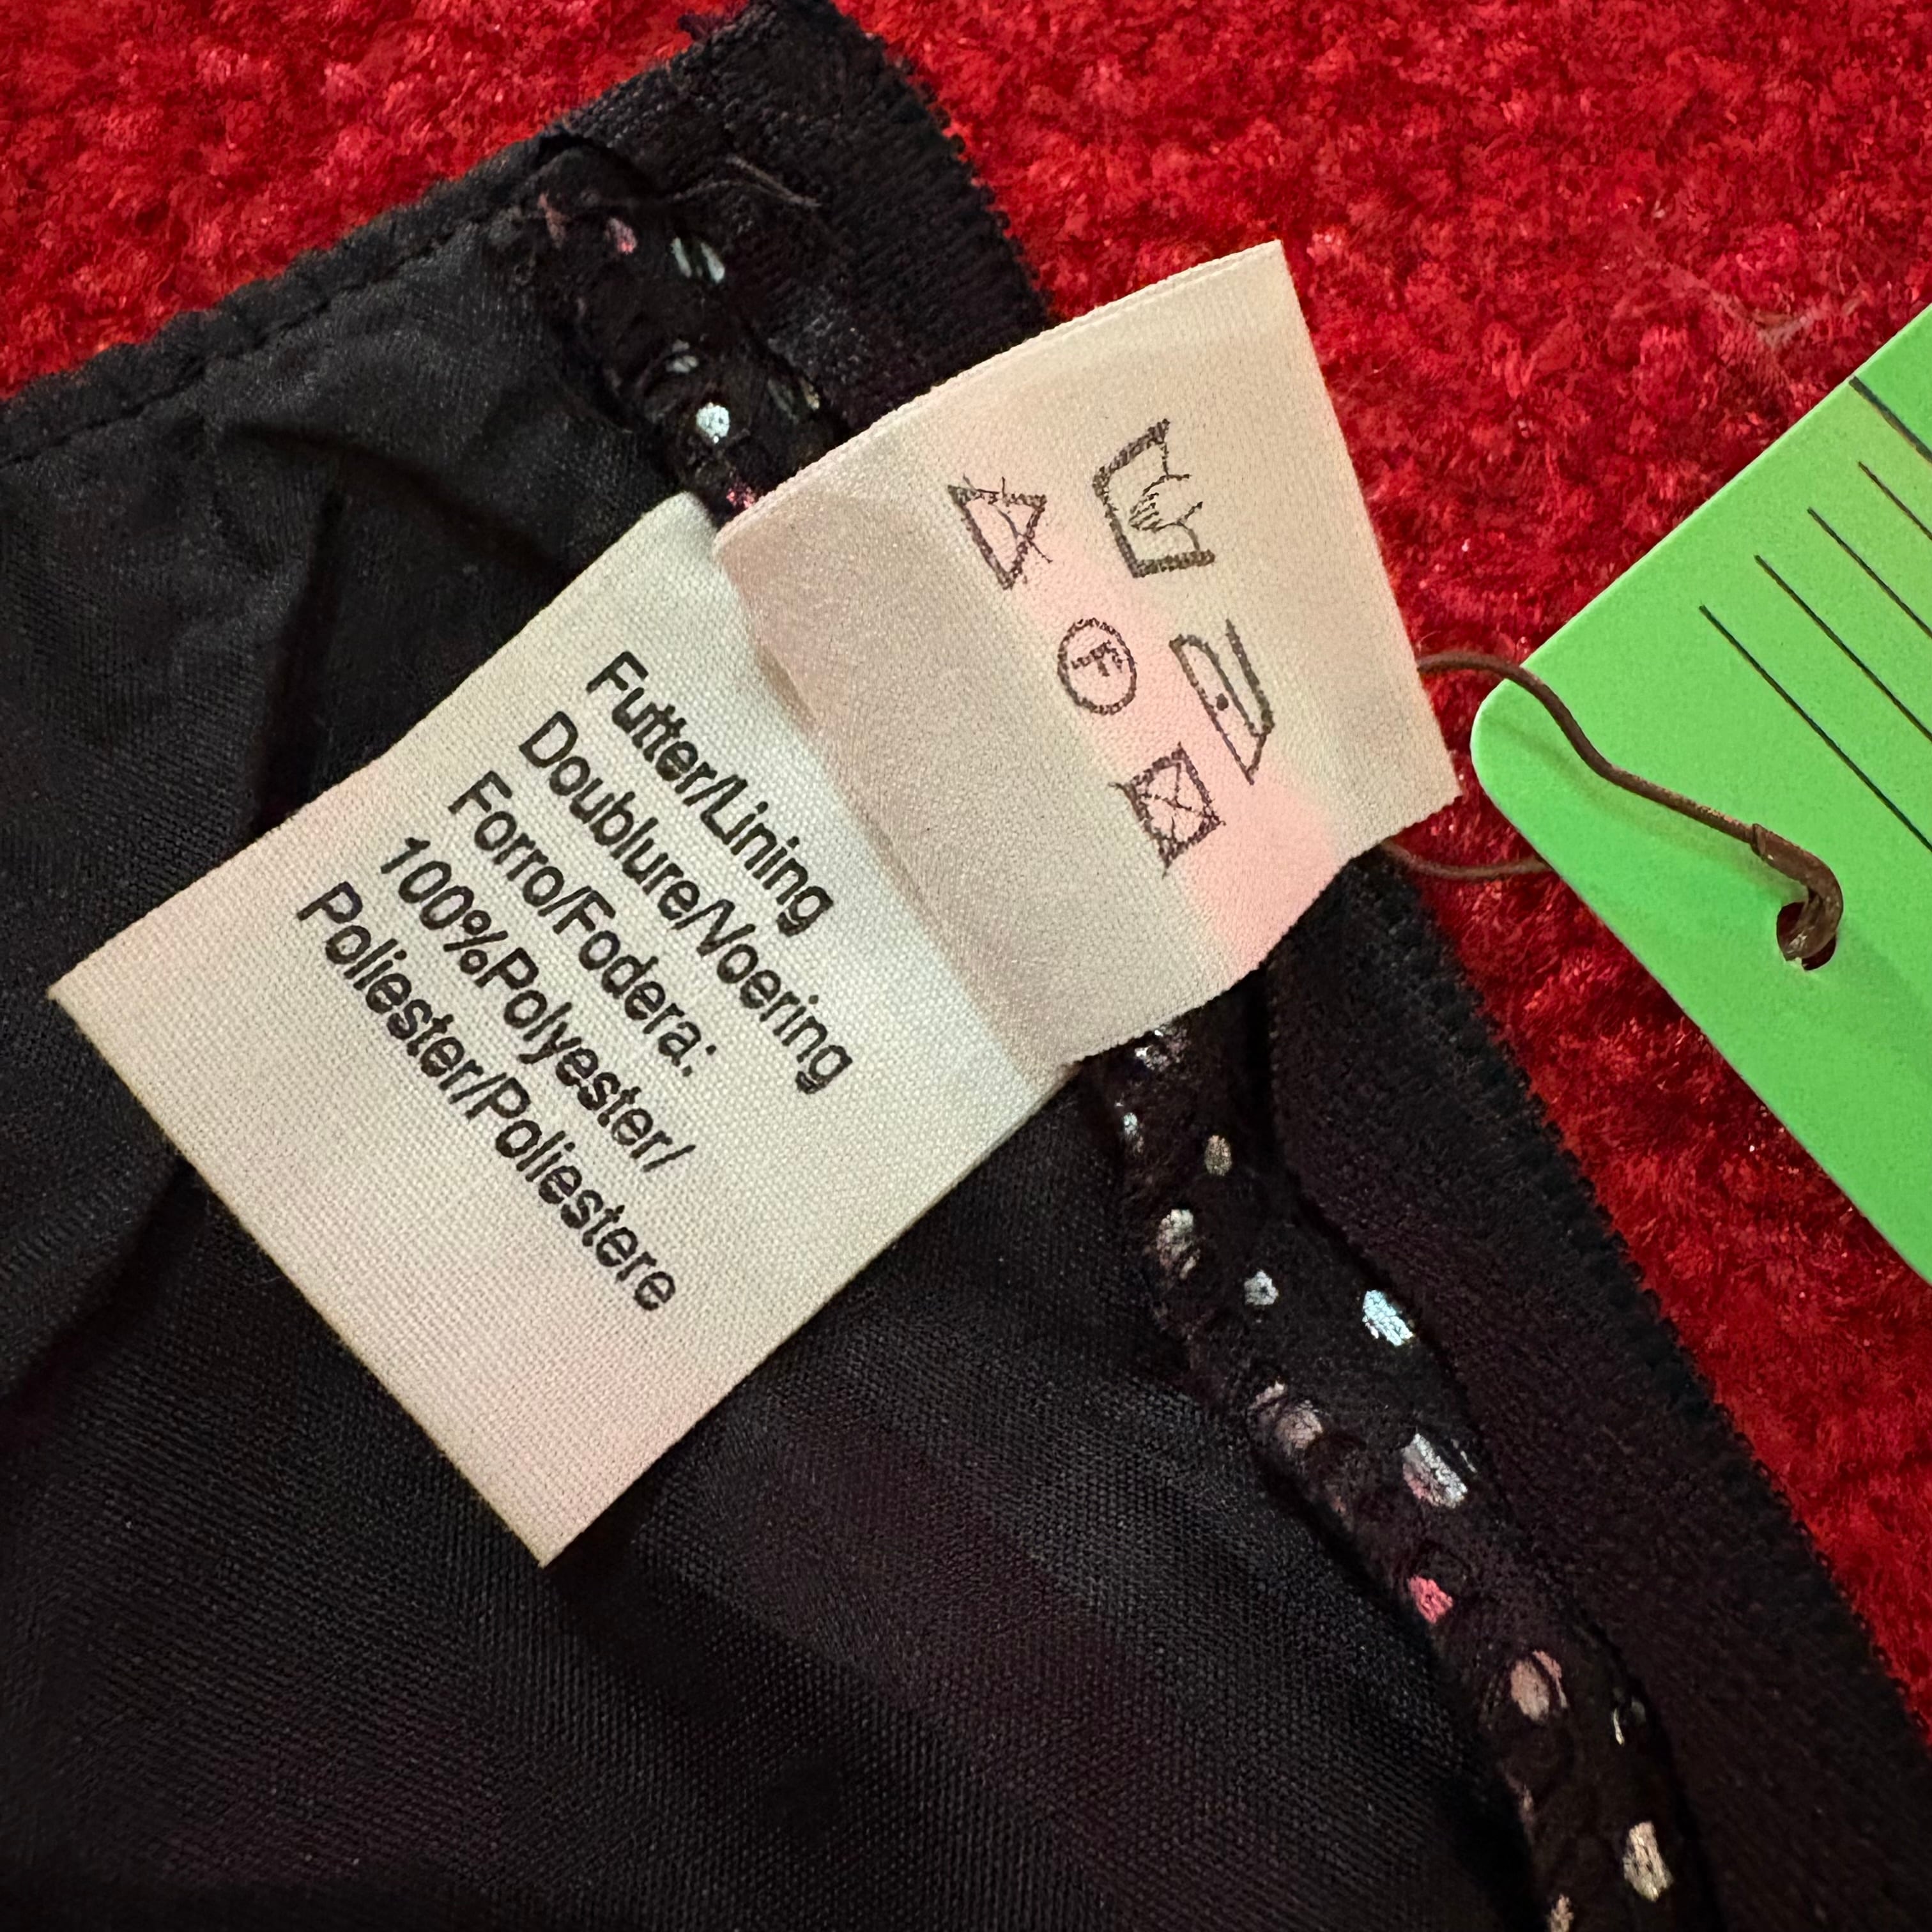 Futter/Lining
Doublure/Voering
Forro/Fodera:
100%Polyester/
Poliester/Poliestere
F